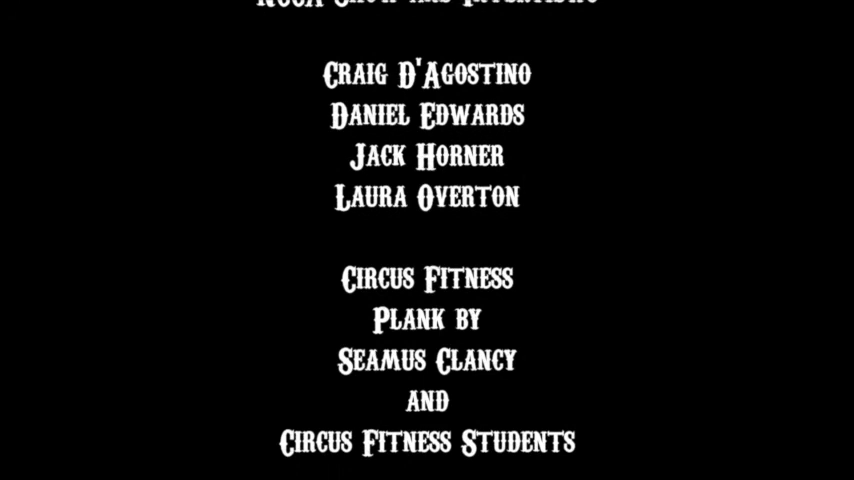 Craig D'Agostino
Daniel Edwards
Jack Horner
Laura Overton
Circus Fitness
Plank by
Seamus Clancy
and
Circus Fitness Students